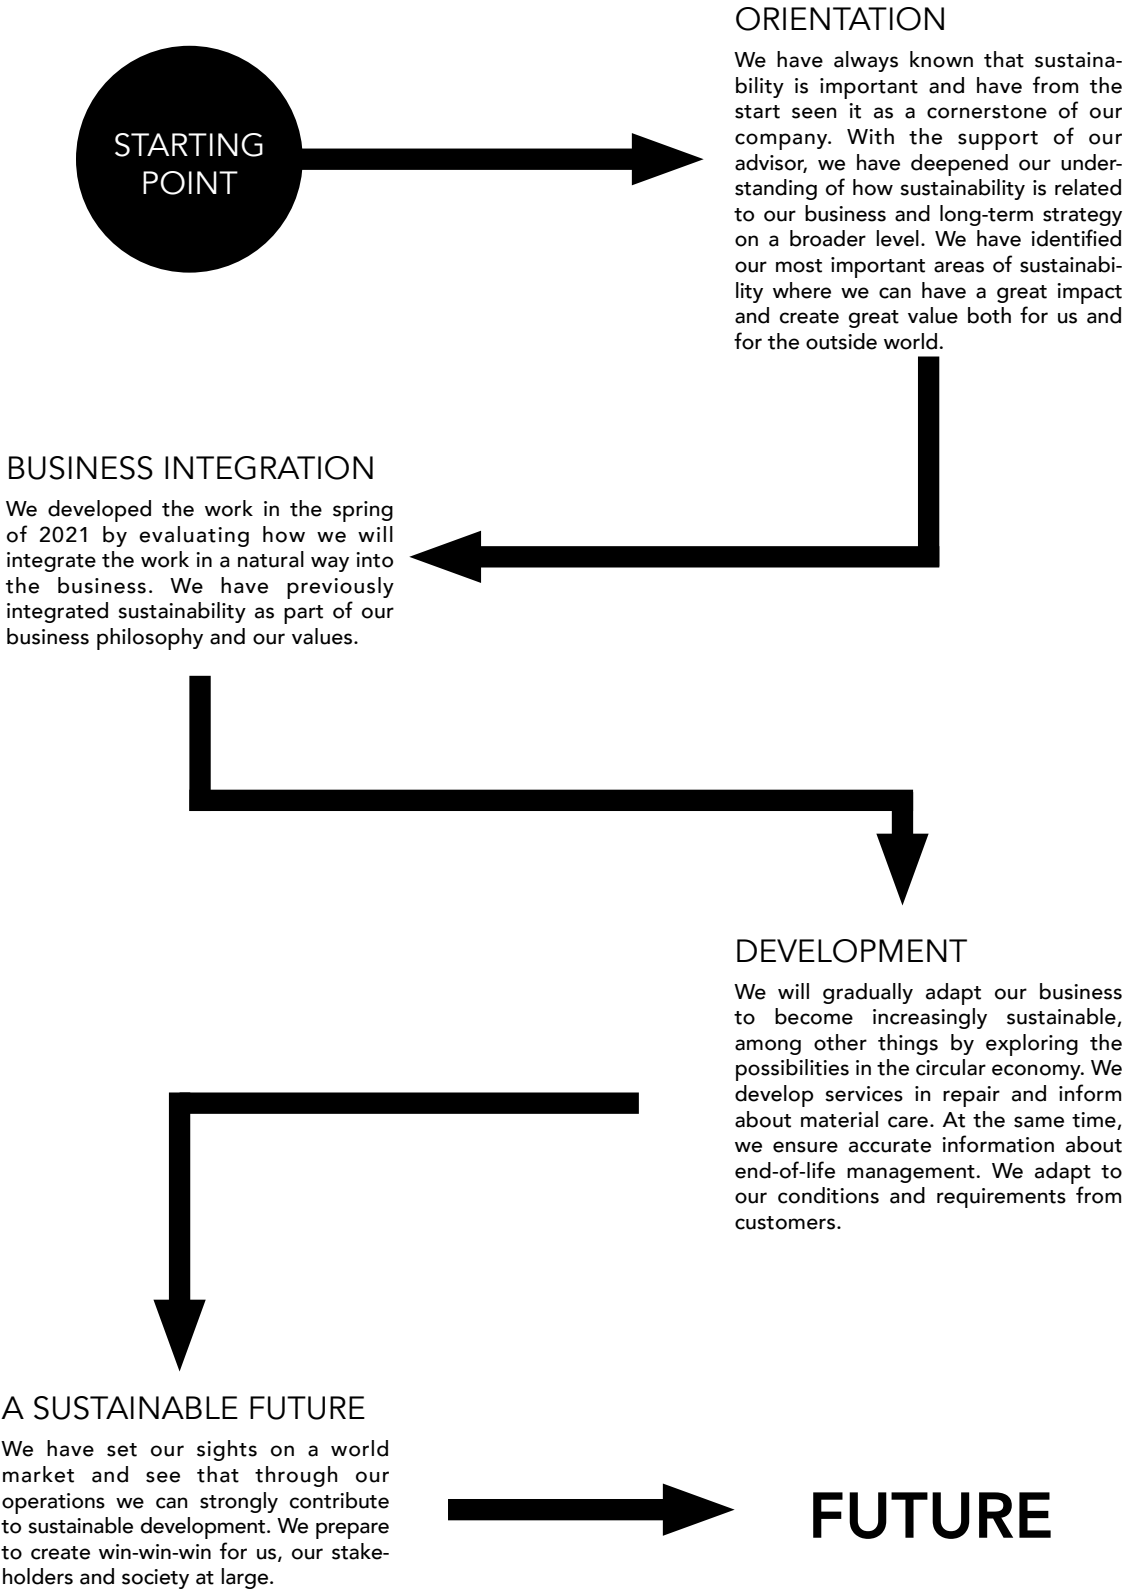 STARTING
POINT
ORIENTATION
We have always known that sustaina-
bility is important and have from the
start seen it as a cornerstone of our
company. With the support of our
advisor, we have deepened our under-
standing of how sustainability is related
to our business and long-term strategy
on a broader level. We have identified
our most important areas of sustainabi-
lity where we can have a great impact
and create great value both for us and
for the outside world.
BUSINESS INTEGRATION
We developed the work in the spring
of 2021 by evaluating how we will
integrate the work in a natural way into
the business. We have previously
integrated sustainability as part of our
business philosophy and our values.
DEVELOPMENT
We will gradually adapt our business
to become increasingly sustainable,
among other things by exploring the
possibilities in the circular economy. We
develop services in repair and inform
about material care. At the same time,
we ensure accurate information about
end-of-life management. We adapt to
our conditions and requirements from
customers.
A SUSTAINABLE FUTURE
We have set our sights on a world
market and see that through our
operations we can strongly contribute
to sustainable development. We prepare
to create win-win-win for us, our stake-
holders and society at large.
FUTURE